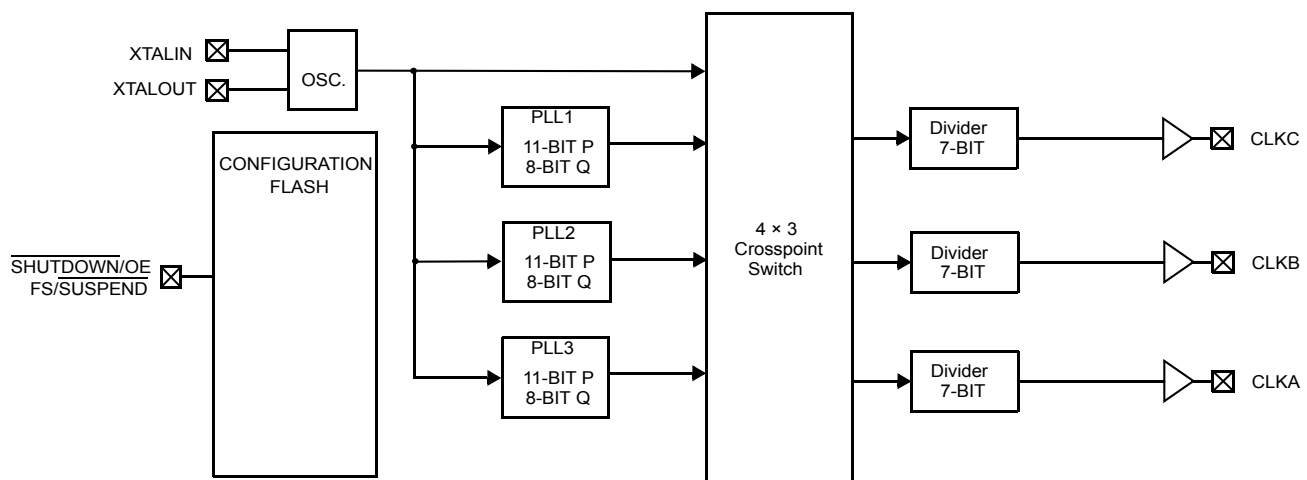 XTALIN
XTALOUT
OSC.
CONFIGURATION
FLASH
SHUTDOWN/OE
FS/SUSPEND
PLL1
11-BIT P
8-BIT Q
PLL2
11-BIT P
8-BIT Q
PLL3
11-BIT P
8-BIT Q
4 × 3
Crosspoint
Switch
Divider
7-BIT
CLKC
Divider
7-BIT
CLKB
Divider
7-BIT
CLKA